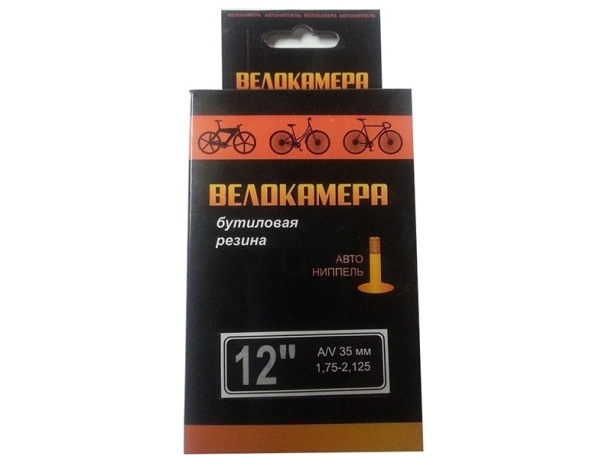 ВЕЛОКАМЕРА АВТОНИППЕЛЬ ВЕЛОКАМЕРА АВТОНИППЕЛЬ
ВЕЛОКАМЕРА
ВЕЛОКАМЕРА
бутиловая
резина
АВТО
НИППЕЛЬ
12"
A/V 35 мм
1,75-2,125